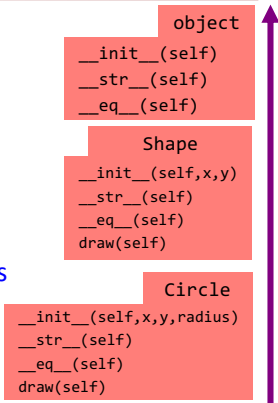 object
__init__(self)
__str__(self)
__eq__(self)
Shape
__init__(self,x,y)
__str__(self)
__eq__(self)
draw(self)
s
Circle
__init__(self,x,y,radius)
__str__(self)
__eq__(self)
draw(self)